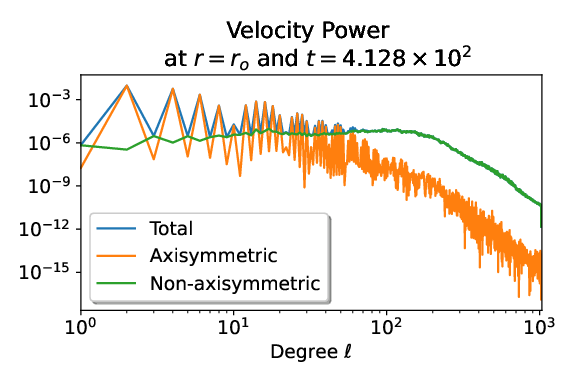 Velocity Power
at $r = r_o$ and $t = 4.128 \times 10^2$
$10^{-3}$
$10^{-6}$
$10^{-9}$
$10^{-12}$
$10^{-15}$
Total
Axisymmetric
Non-axisymmetric
$10^0$ $10^1$ $10^2$ $10^3$
Degree ℓ